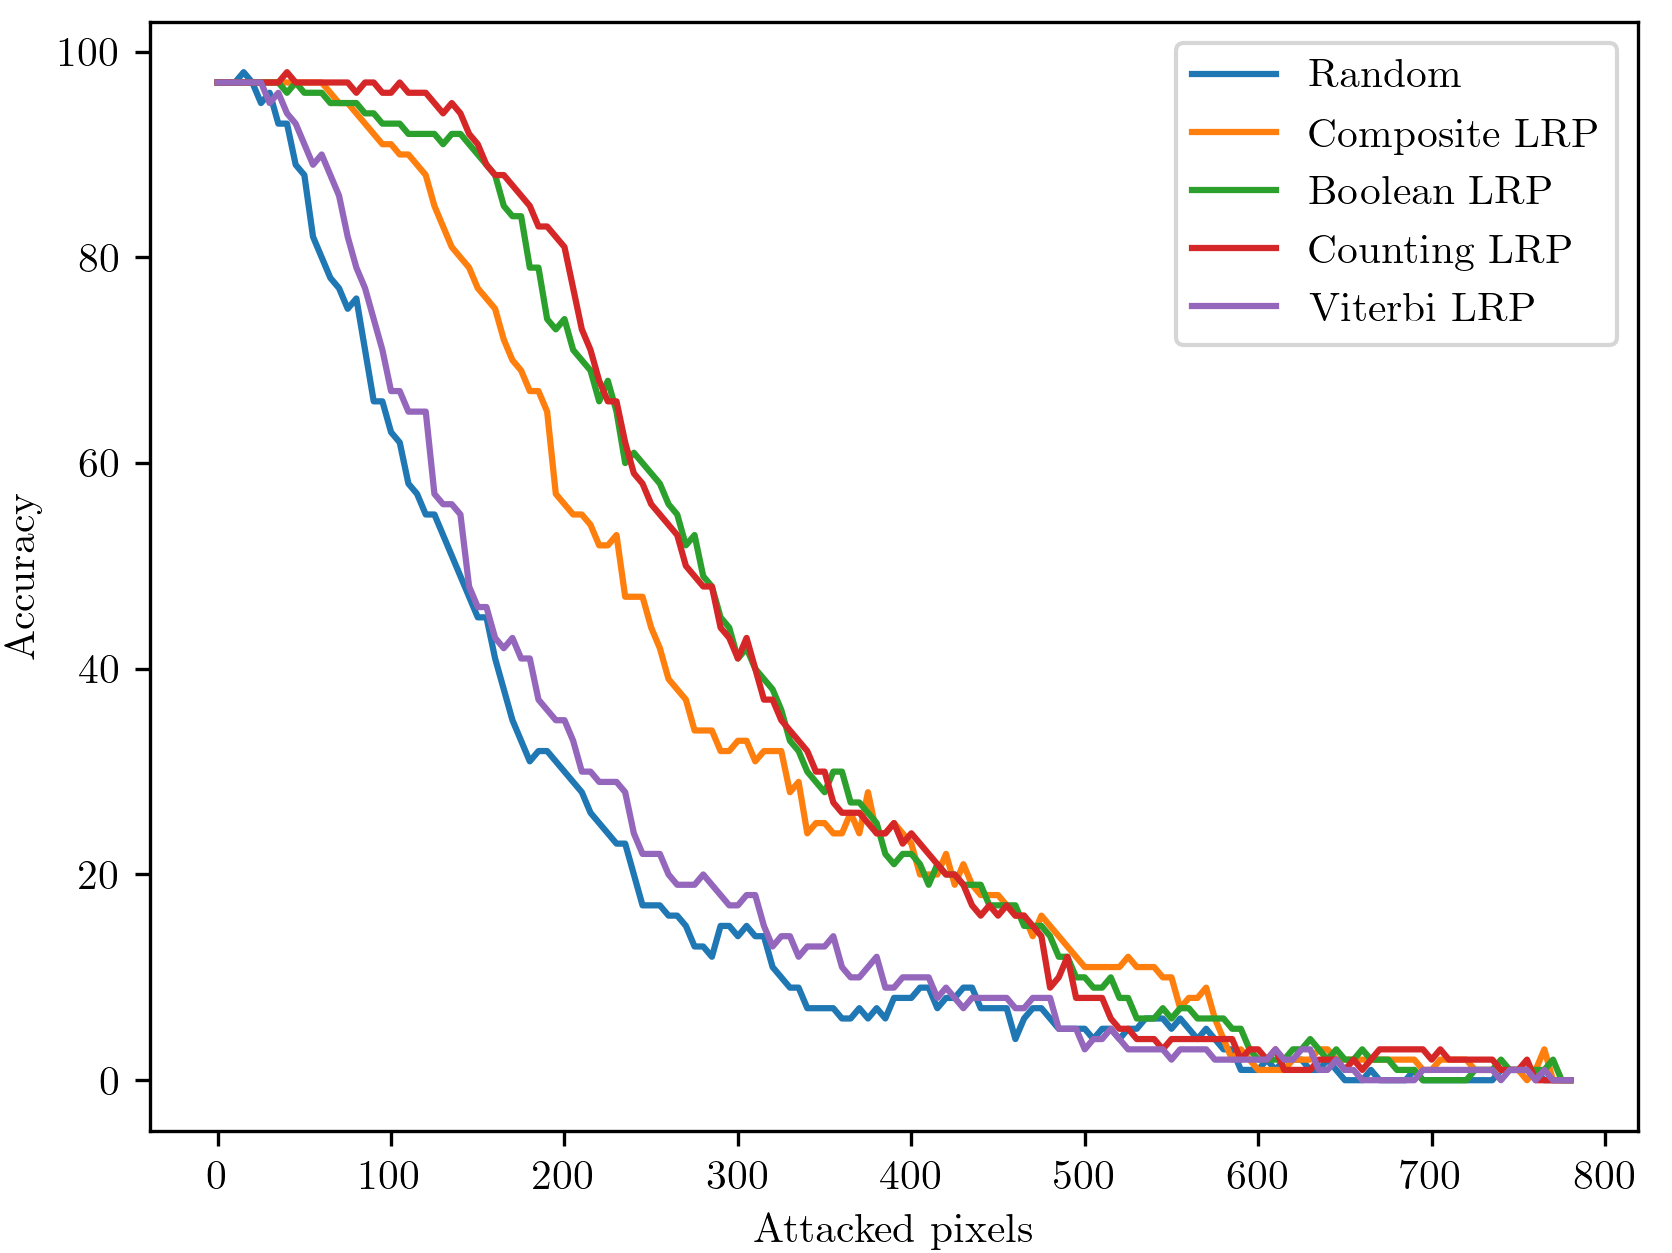 100
80
60
40
20
0
Accuracy
Random
Composite LRP
Boolean LRP
Counting LRP
Viterbi LRP
0 100 200 300 400 500 600 700 800
Attacked pixels